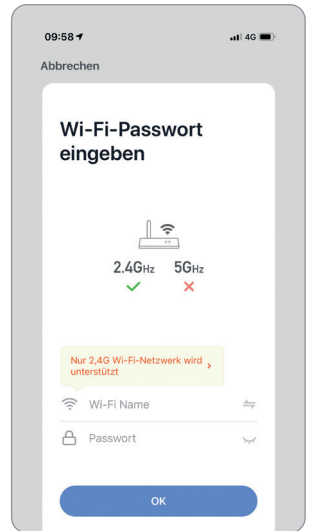 09:58
4G
Abbrechen
Wi-Fi-Passwort
eingeben
2.4GHz 5GHz
Nur 2,4G Wi-Fi-Netzwerk wird
unterstützt
Wi-Fi Name
Passwort
OK